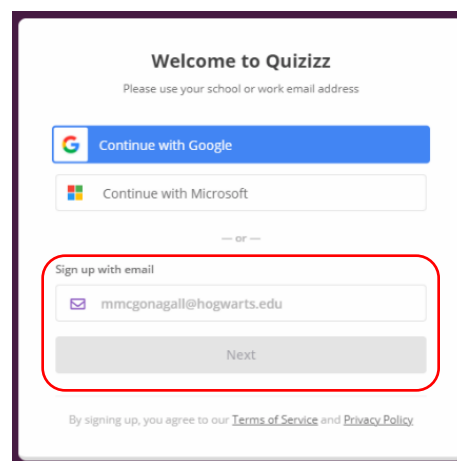 Welcome to Quizizz
Please use your school or work email address
Continue with Google
Continue with Microsoft
— or —
Sign up with email
mmcgonagall@hogwarts.edu
Next
By signing up, you agree to our Terms of Service and Privacy Policy